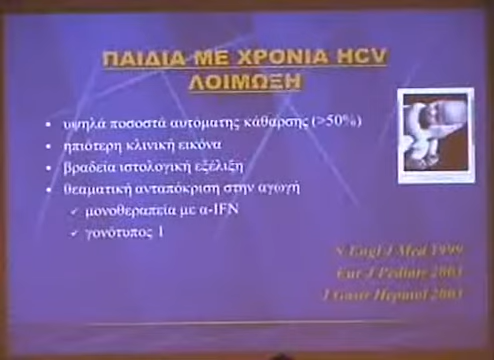 ΠΑΙΔΙΑ ΜΕ ΧΡΟΝΙΑ HCV
ΛΟΙΜΩΞΗ
• υψηλά ποσοστά αυτόματης κάθαρσης (>50%)
• ηπιότερη κλινική εικόνα
• βραδεία ιστολογική εξέλιξη
• θεαματική ανταπόκριση στην αγωγή
✓ μονοθεραπεία με α-IFN
✓ γονότυπος 1
N Engl J Med 1999
Eur J Pediatr 2003
J Gastr Hepatol 2003